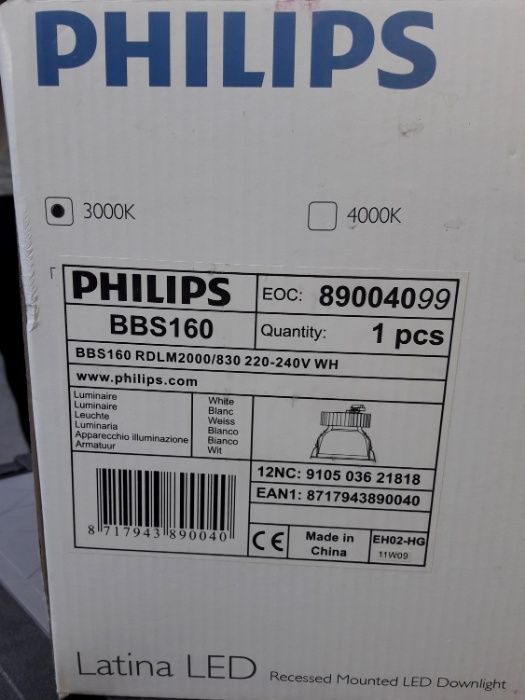 PHILIPS
3000K
4000K
PHILIPS
EOC: 89004099
BBS160
Quantity: 1 pcs
BBS160 RDLM2000/830 220-240V WH
www.philips.com
Luminaire White
Luminaire Blanc
Leuchte Weiss
Luminaria Blanco
Apparecchio illuminazione Bianco
Armatuur Wit
12NC: 9105 036 21818
EAN1: 8717943890040
8 717943 890040
CE
Made in
China
EH02-HG
11W09
Latina LED Recessed Mounted LED Downlight